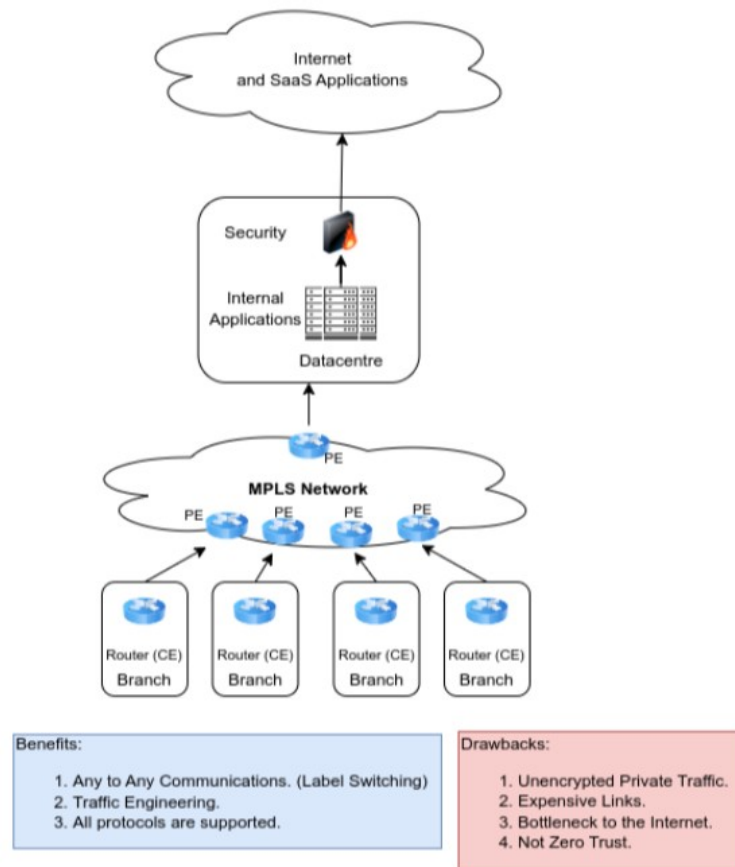 Internet
and SaaS Applications
Security
Internal
Applications
Datacentre
PE
MPLS Network
PE
PE
PE
PE
Router (CE)
Branch
Router (CE)
Branch
Router (CE)
Branch
Router (CE)
Branch
Benefits:
1. Any to Any Communications. (Label Switching)
2. Traffic Engineering.
3. All protocols are supported.
Drawbacks:
1. Unencrypted Private Traffic.
2. Expensive Links.
3. Bottleneck to the Internet.
4. Not Zero Trust.